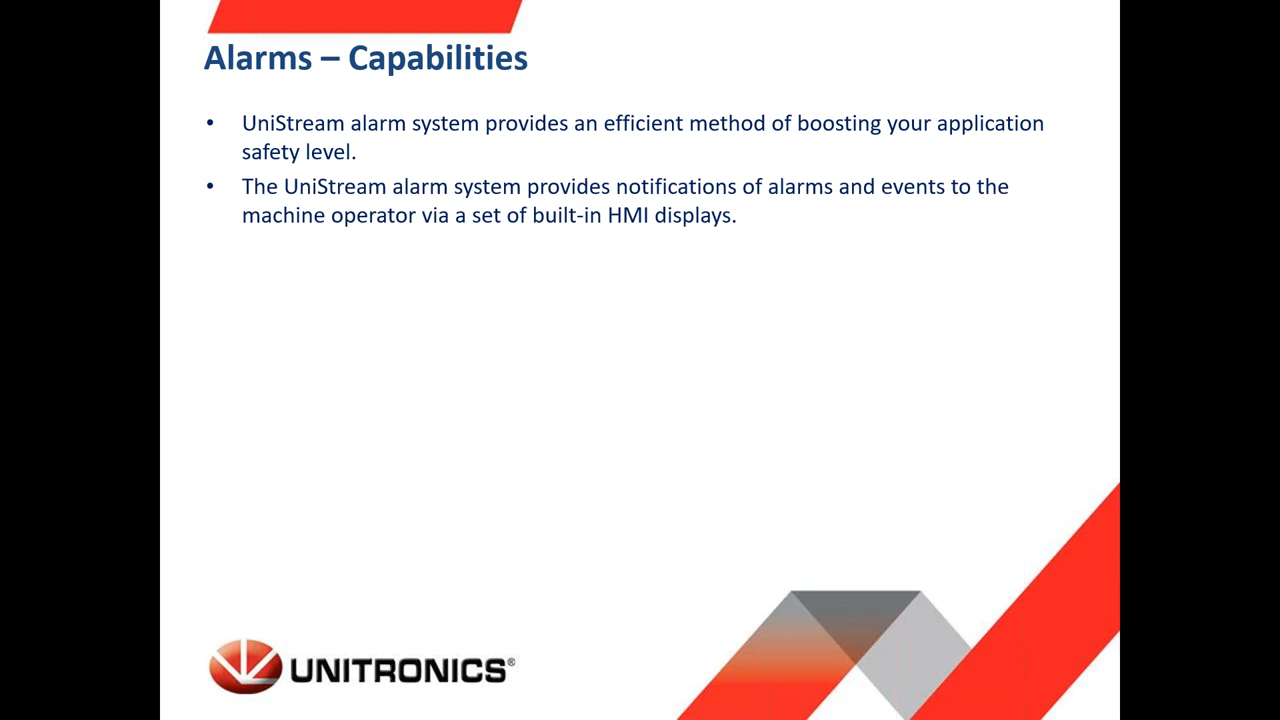 Alarms – Capabilities
• UniStream alarm system provides an efficient method of boosting your application
safety level.
• The UniStream alarm system provides notifications of alarms and events to the
machine operator via a set of built-in HMI displays.
UNITRONICS®